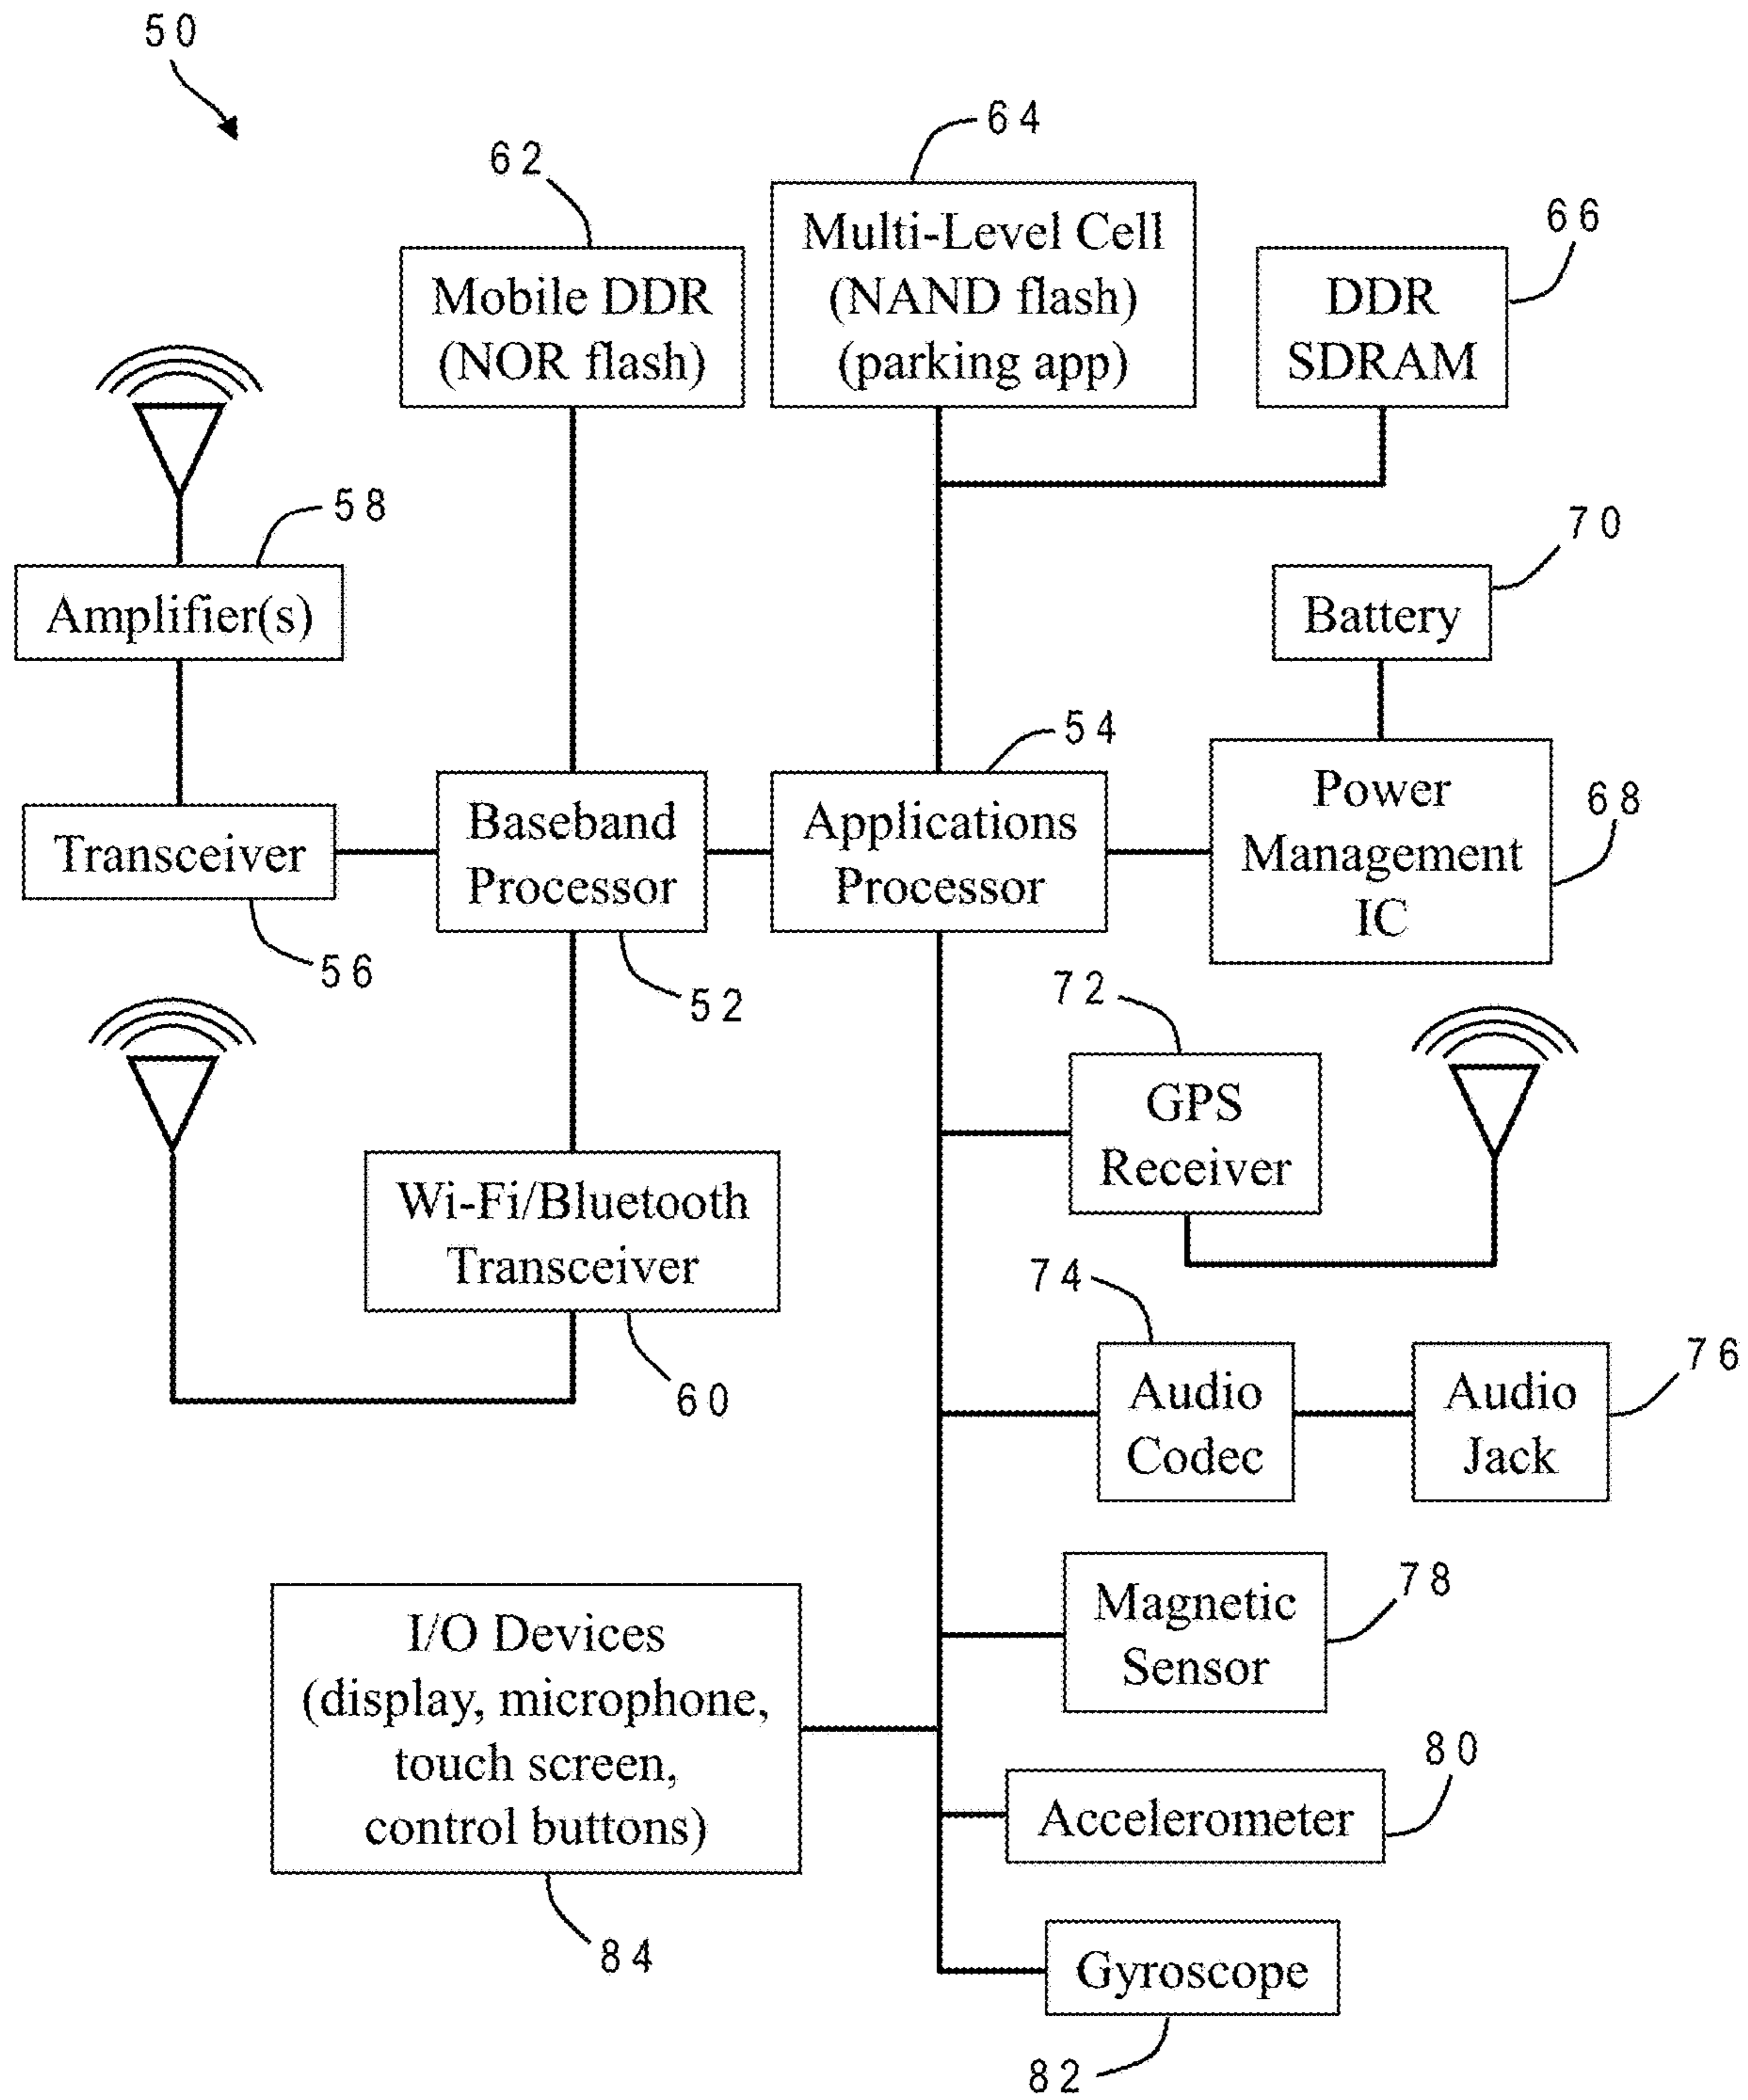 50
62
64
66
Mobile DDR
(NOR flash)
Multi-Level Cell
(NAND flash)
(parking app)
DDR
SDRAM
58
70
Amplifier(s)
Battery
54
Transceiver
Baseband
Processor
Applications
Processor
Power
Management
IC
68
56
52
72
GPS
Receiver
Wi-Fi/Bluetooth
Transceiver
60
74
76
Audio
Codec
Audio
Jack
78
Magnetic
Sensor
I/O Devices
(display, microphone,
touch screen,
control buttons)
80
Accelerometer
84
Gyroscope
82